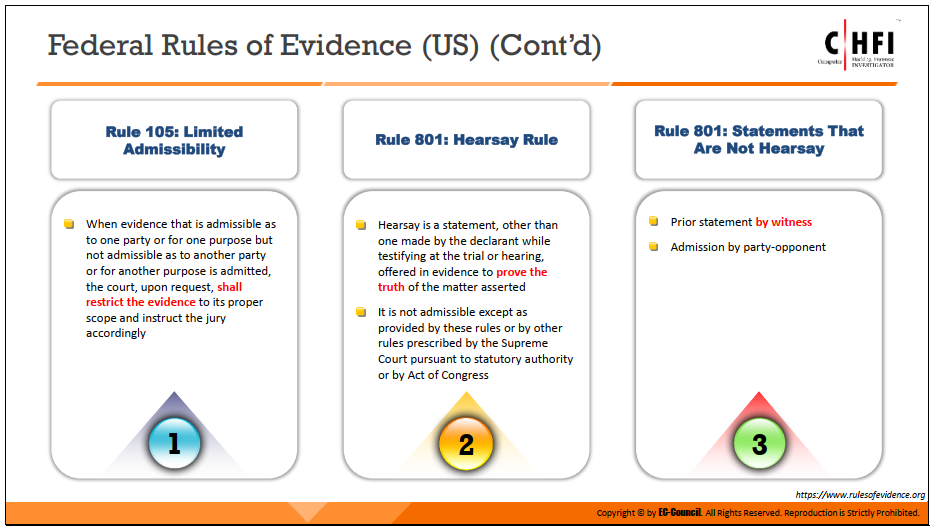 Federal Rules of Evidence (US) (Cont’d)
C HFI
Computer Hacking Forensic
INVESTIGATOR
Rule 105: Limited
Admissibility
When evidence that is admissible as
to one party or for one purpose but
not admissible as to another party
or for another purpose is admitted,
the court, upon request, shall
restrict the evidence to its proper
scope and instruct the jury
accordingly
1
Rule 801: Hearsay Rule
Hearsay is a statement, other than
one made by the declarant while
testifying at the trial or hearing,
offered in evidence to prove the
truth of the matter asserted
It is not admissible except as
provided by these rules or by other
rules prescribed by the Supreme
Court pursuant to statutory authority
or by Act of Congress
2
Rule 801: Statements That
Are Not Hearsay
Prior statement by witness
Admission by party-opponent
3
https://www.rulesofevidence.org
Copyright © by EC-Council. All Rights Reserved. Reproduction is Strictly Prohibited.